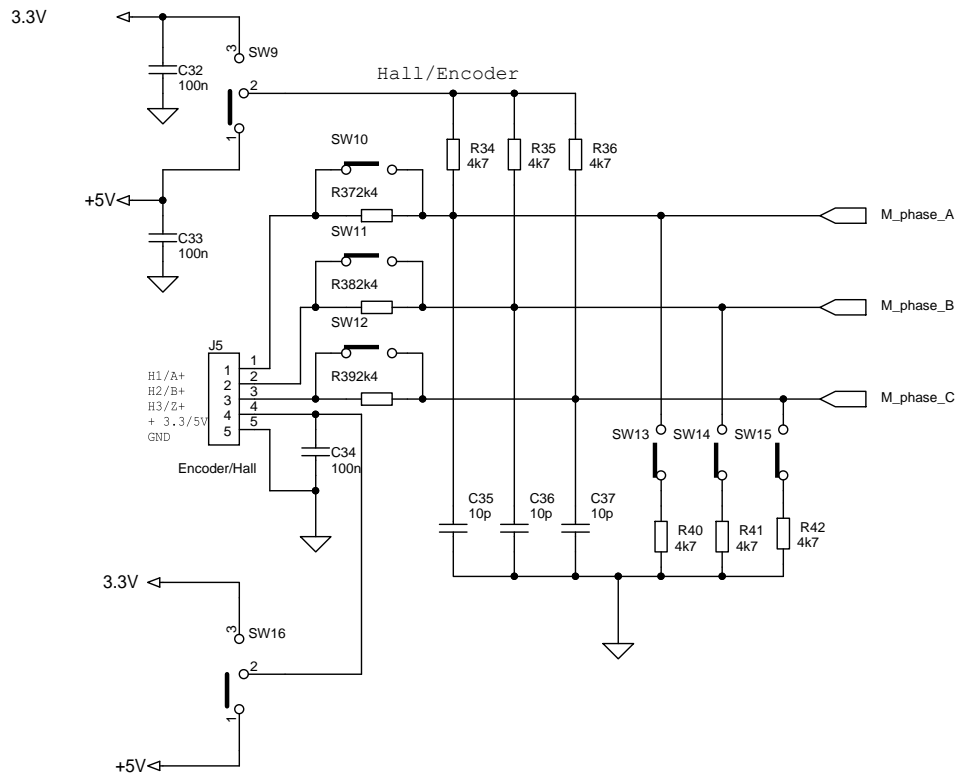 3.3V
3
SW9
C32
100n
2
1
Hall/Encoder
R34
4k7
R35
4k7
R36
4k7
SW10
R372k4
+5V
C33
100n
SW11
M_phase_A
R382k4
SW12
M_phase_B
J5
R392k4
M_phase_C
H1/A+
1
1
H2/B+
2
2
H3/Z+
3
3
+ 3.3/5V
4
4
GND
5
5
Encoder/Hall
C34
100n
SW13
SW14
SW15
C35
10p
C36
10p
C37
10p
R40
4k7
R41
4k7
R42
4k7
3.3V
3
SW16
2
1
+5V